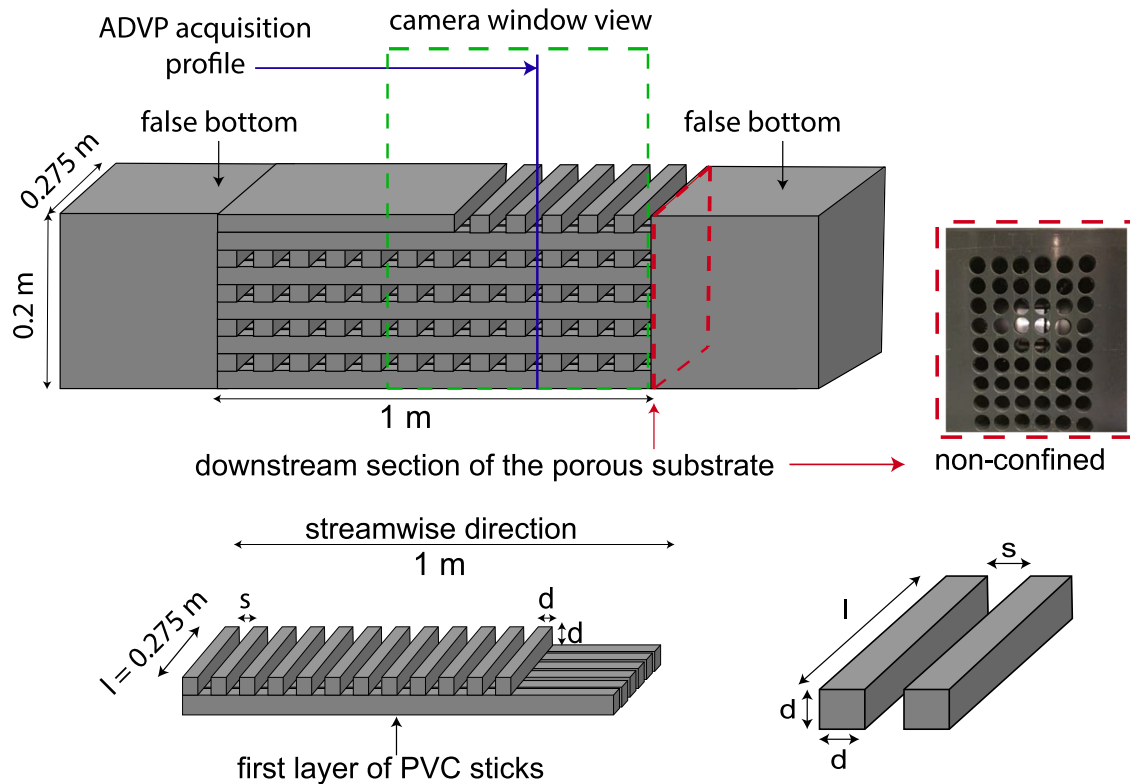 camera window view
ADVP acquisition
profile
false bottom
false bottom
0.275 m
0.2 m
1 m
downstream section of the porous substrate
non-confined
streamwise direction
1 m
s
d
d
l = 0.275 m
first layer of PVC sticks
s
l
d
d